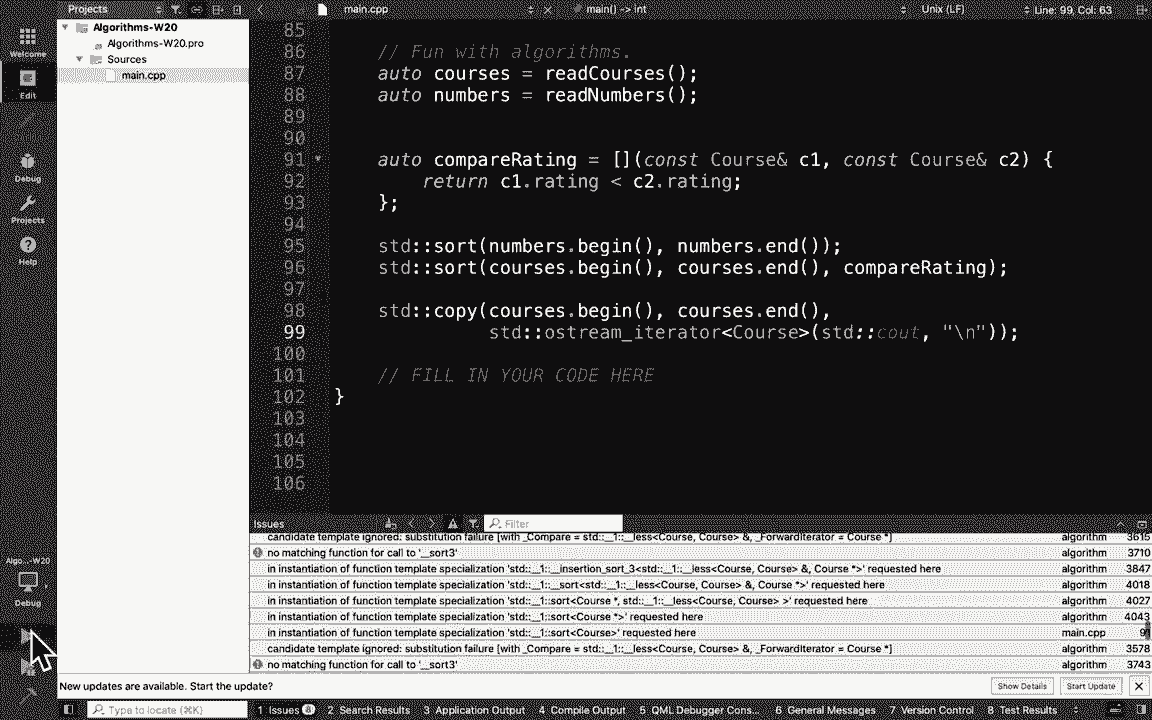 Projects
main.cpp
main() -> int
Unix (LF)
Line: 99, Col: 63
Welcome
Edit
Debug
Projects
Help
Algorithms-W20
Algorithms-W20.pro
Sources
main.cpp
85
86 // Fun with algorithms.
87 auto courses = readCourses();
88 auto numbers = readNumbers();
89
90
91 auto compareRating = [](const Course& c1, const Course& c2) {
92 return c1.rating < c2.rating;
93 };
94
95 std::sort(numbers.begin(), numbers.end());
96 std::sort(courses.begin(), courses.end(), compareRating);
97
98 std::copy(courses.begin(), courses.end(),
99 std::ostream_iterator<Course>(std::cout, "\n"));
100
101 // FILL IN YOUR CODE HERE
102 }
103
104
105
106
Issues
Filter
candidate template ignored: substitution failure [with _Compare = std::__1::__less<Course, Course> &, _ForwardIterator = Course *] algorithm 3615
no matching function for call to '__sort3' algorithm 3710
in instantiation of function template specialization 'std::__1::__insertion_sort_3<std::__1::__less<Course, Course> &, Course *>' requested here algorithm 3847
in instantiation of function template specialization 'std::__1::__sort<std::__1::__less<Course, Course> &, Course *>' requested here algorithm 4018
in instantiation of function template specialization 'std::__1::sort<Course *, std::__1::__less<Course, Course> >' requested here algorithm 4027
in instantiation of function template specialization 'std::__1::sort<Course *>' requested here algorithm 4043
in instantiation of function template specialization 'std::__1::sort<Course>' requested here main.cpp
candidate template ignored: substitution failure [with _Compare = std::__1::__less<Course, Course> &, _ForwardIterator = Course *] algorithm 3578
no matching function for call to '__sort3' algorithm 3743
Algo...-W20
Debug
New updates are available. Start the update?
Show Details
Start Update
Type to locate (⌘K)
1 Issues 8
2 Search Results
3 Application Output
4 Compile Output
5 QML Debugger Cons...
6 General Messages
7 Version Control
8 Test Results